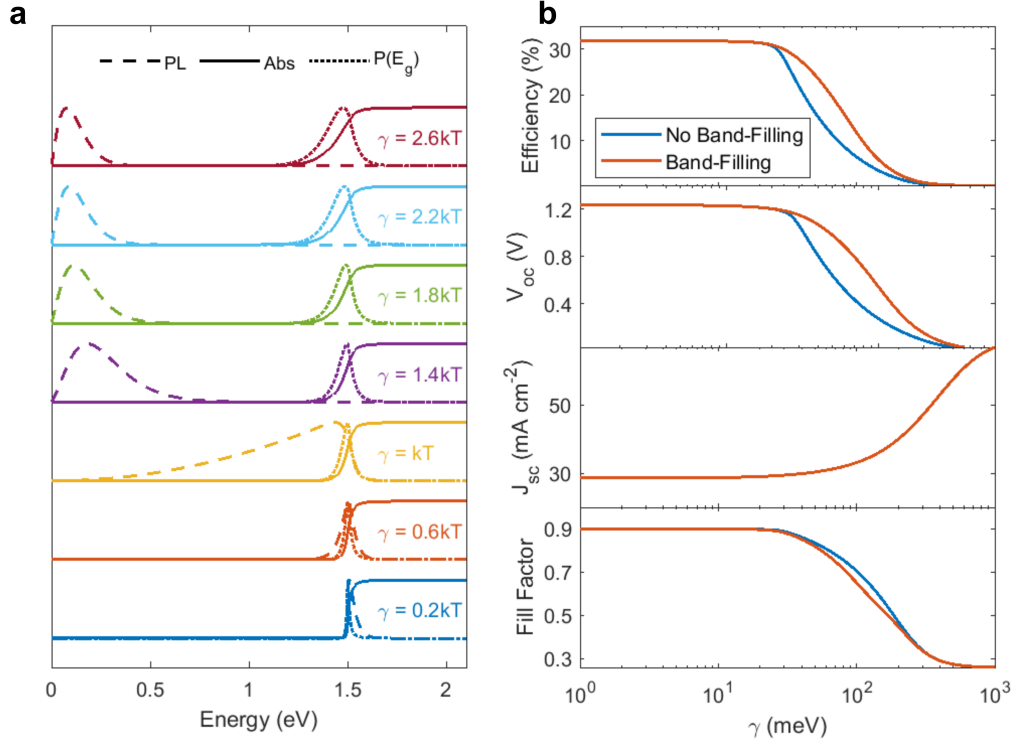 a
PL Abs P(E_g)
γ = 2.6kT
γ = 2.2kT
γ = 1.8kT
γ = 1.4kT
γ = kT
γ = 0.6kT
γ = 0.2kT
0 0.5 1 1.5 2
Energy (eV)
b
Efficiency (%)
30
20
10
No Band-Filling
Band-Filling
V_oc (V)
1.2
0.8
0.4
J_sc (mA cm^-2)
50
30
Fill Factor
0.9
0.7
0.5
0.3
10^0 10^1 10^2 10^3
γ (meV)